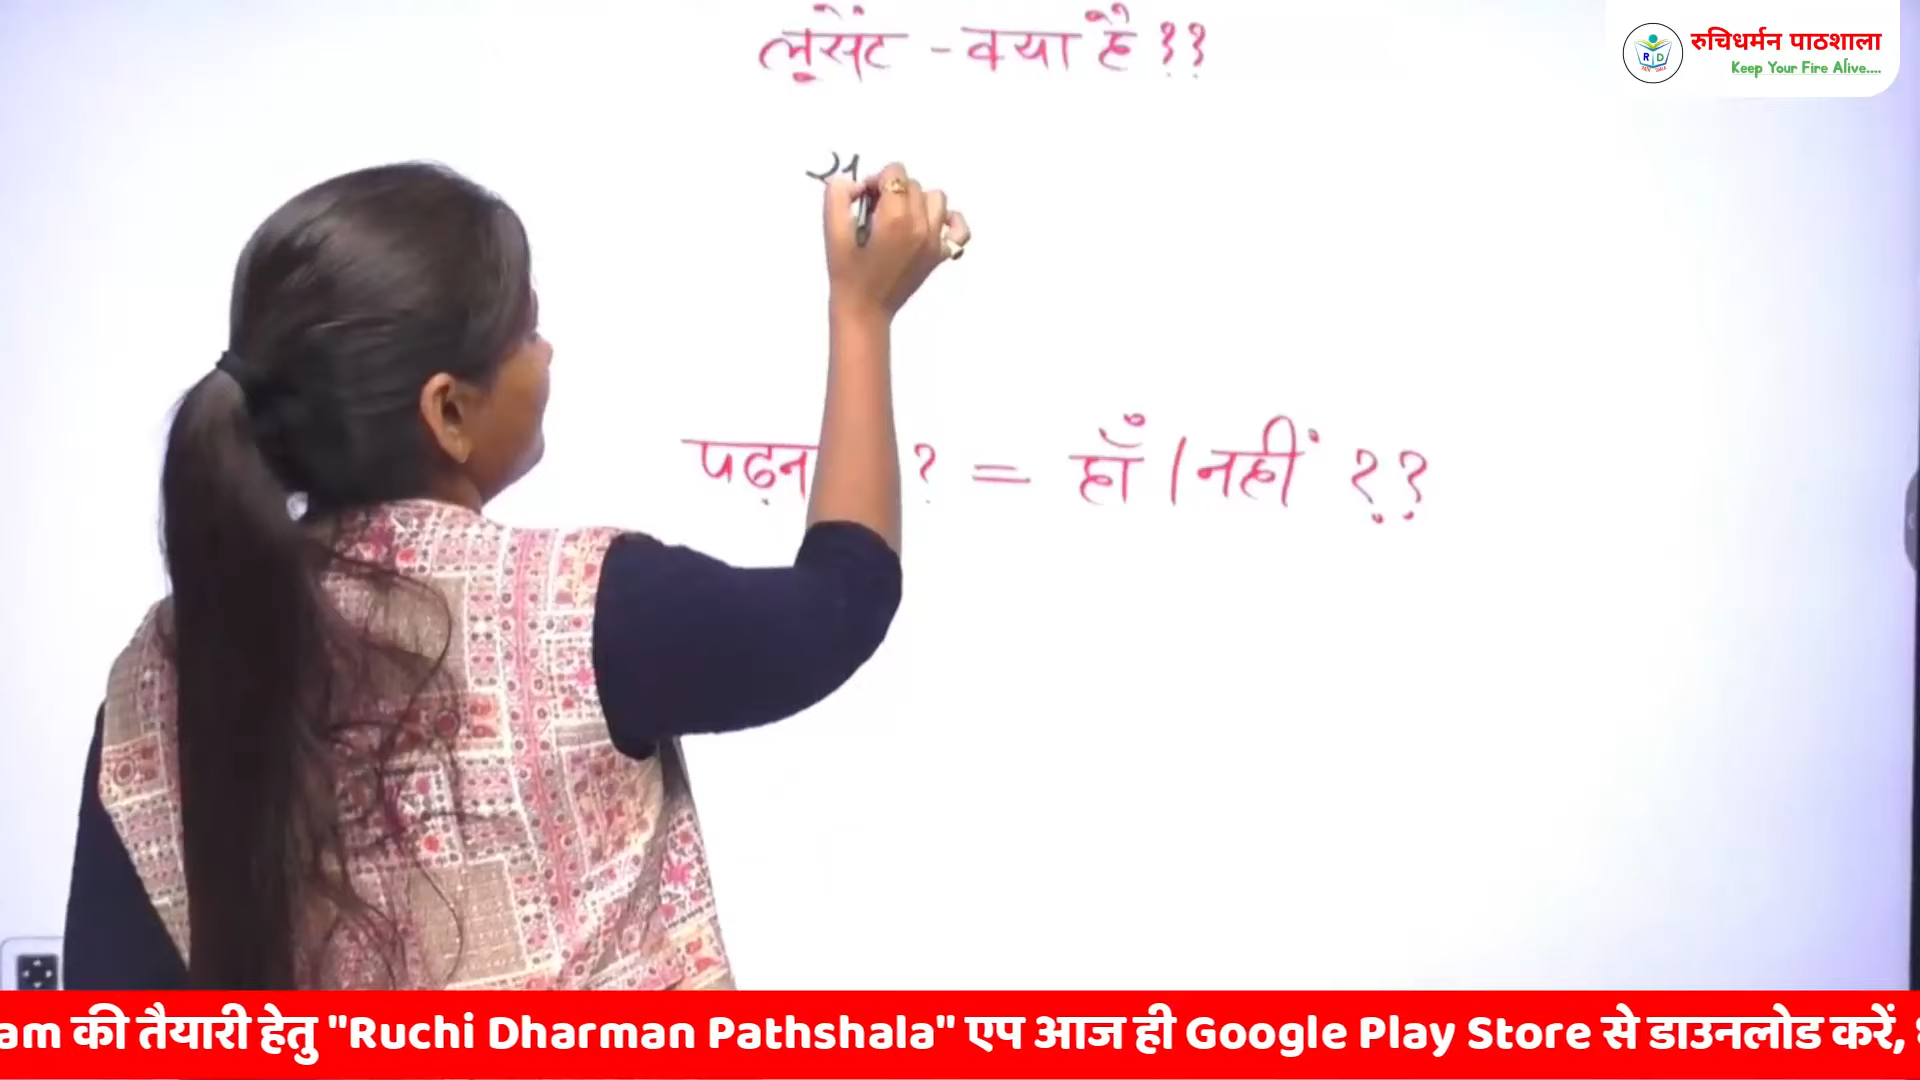 लूसेंट - क्या है ??
रुचिधर्मन पाठशाला
Keep Your Fire Alive....
? = हाँ / नहीं ??
am की तैयारी हेतु "Ruchi Dharman Pathshala" एप आज ही Google Play Store से डाउनलोड करें,